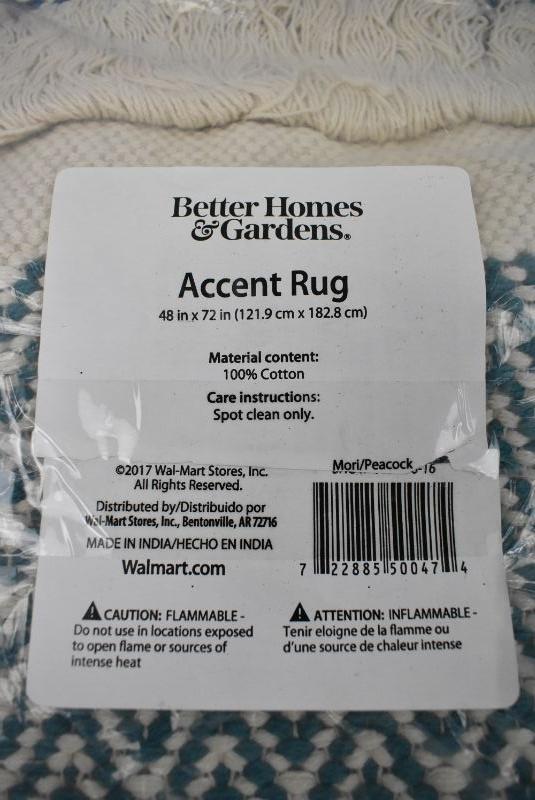 Better Homes
& Gardens®
Accent Rug
48 in x 72 in (121.9 cm x 182.8 cm)
Material content:
100% Cotton
Care instructions:
Spot clean only.
©2017 Wal-Mart Stores, Inc.
All Rights Reserved.
Distributed by/Distribuido por
Wal-Mart Stores, Inc., Bentonville, AR 72716
MADE IN INDIA/HECHO EN INDIA
Walmart.com
Mori/Peacock
7 22885 50047 4
CAUTION: FLAMMABLE -
Do not use in locations exposed
to open flame or sources of
intense heat
ATTENTION: INFLAMMABLE -
Tenir eloigne de la flamme ou
d'une source de chaleur intense